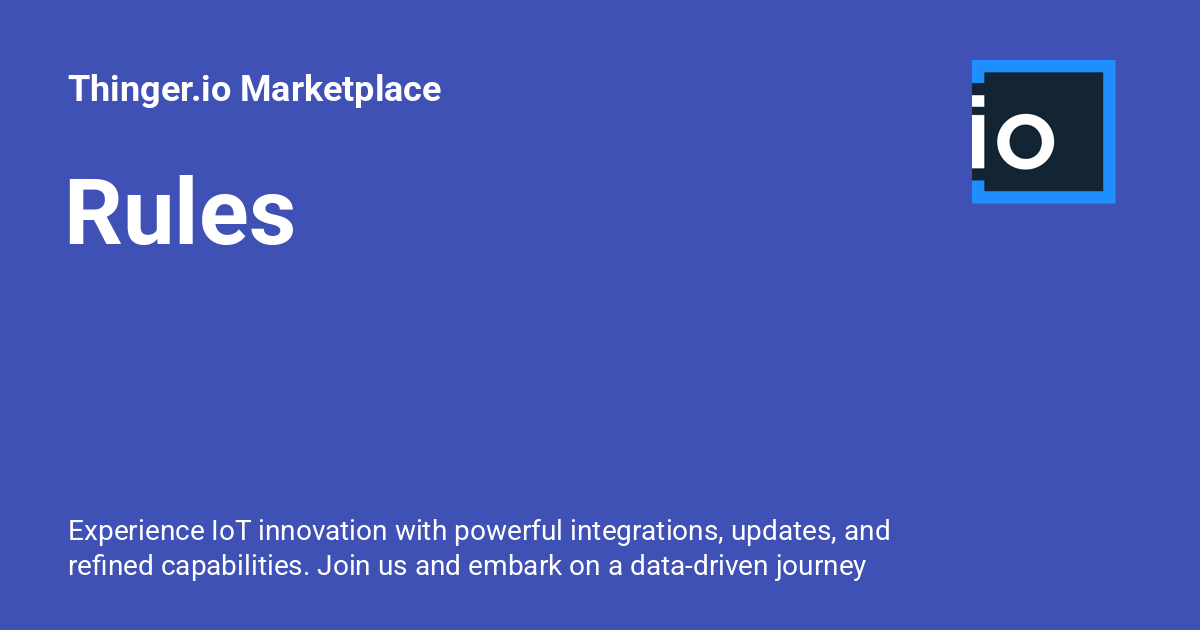 Thinger.io Marketplace
io
Rules
Experience IoT innovation with powerful integrations, updates, and
refined capabilities. Join us and embark on a data-driven journey